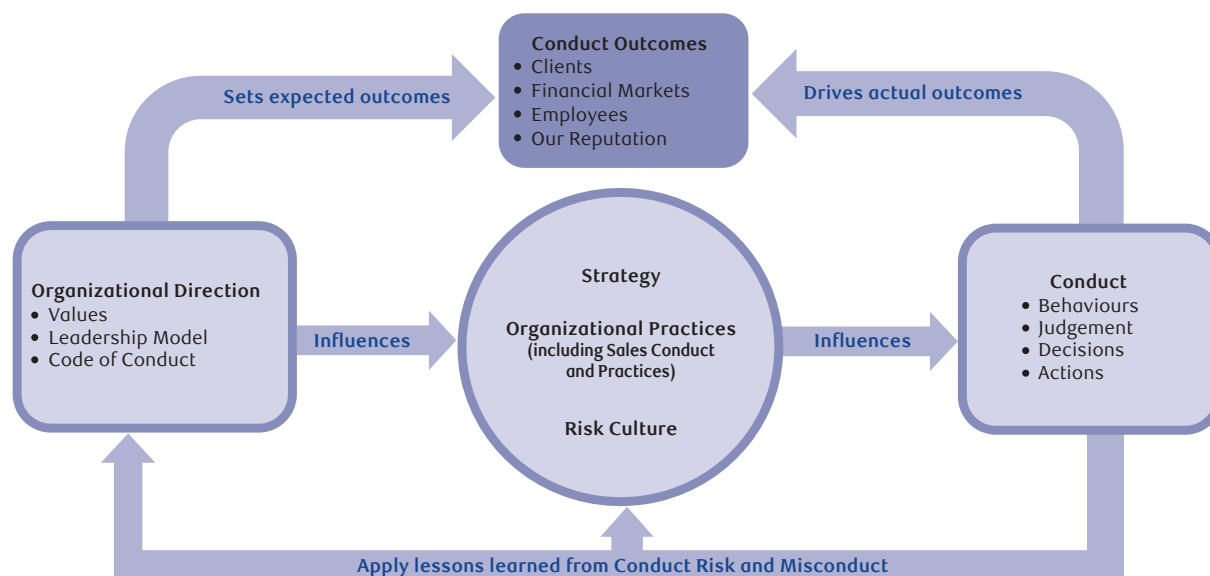 Conduct Outcomes
• Clients
• Financial Markets
• Employees
• Our Reputation
Sets expected outcomes
Drives actual outcomes
Organizational Direction
• Values
• Leadership Model
• Code of Conduct
Influences
Strategy
Organizational Practices
(including Sales Conduct
and Practices)
Risk Culture
Influences
Conduct
• Behaviours
• Judgement
• Decisions
• Actions
Apply lessons learned from Conduct Risk and Misconduct